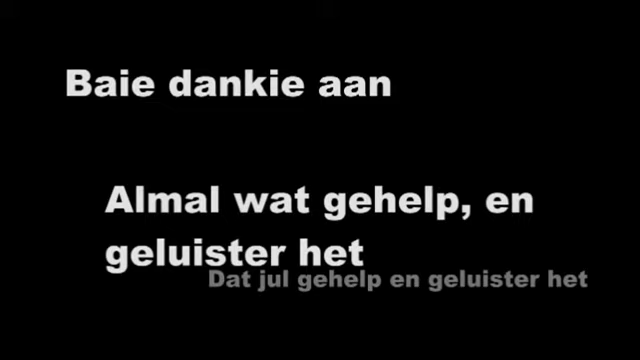 Baie dankie aan
Almal wat gehelp, en
geluister het
Dat jul gehelp en geluister het